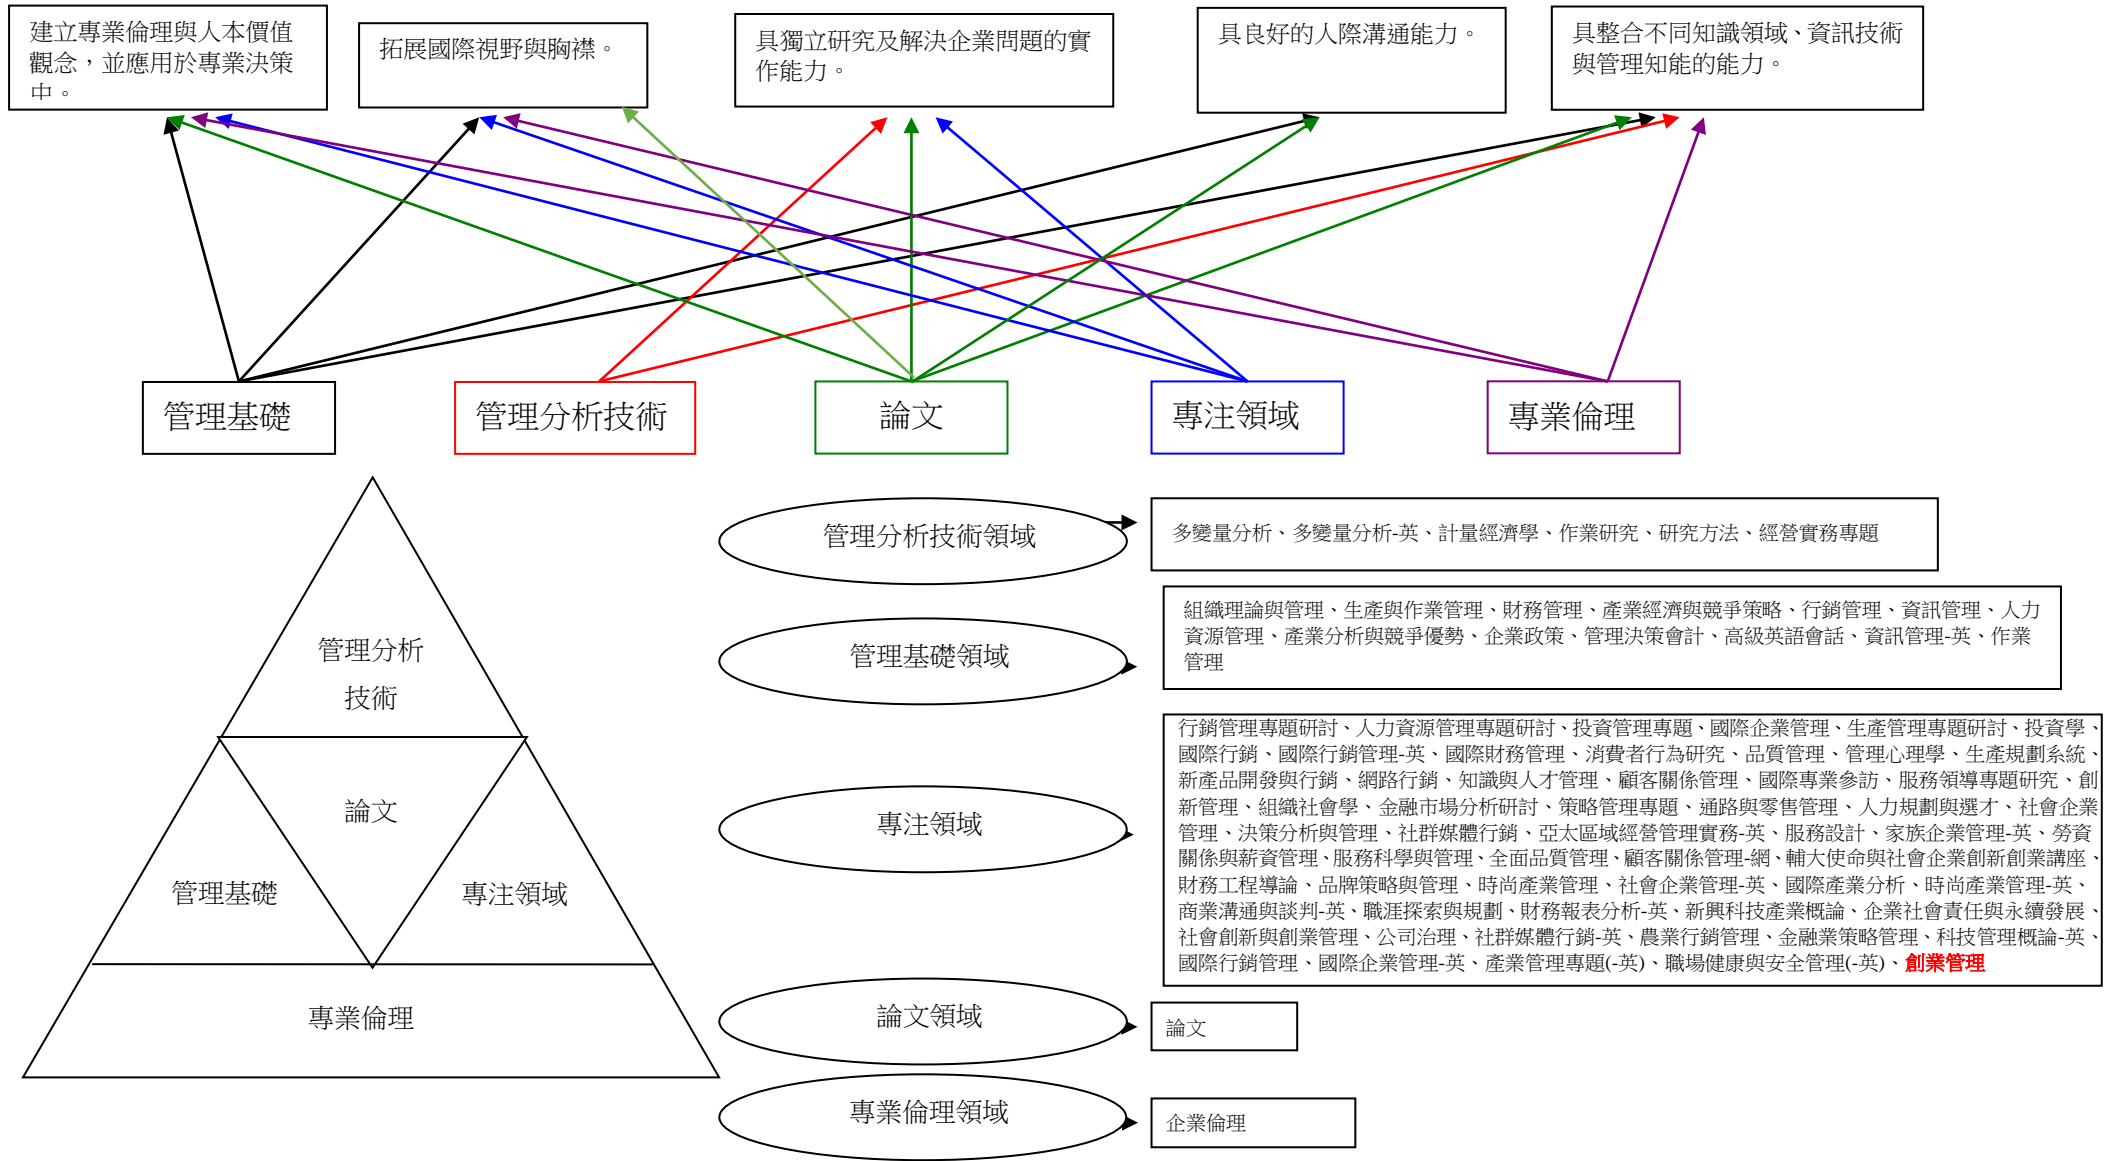 建立專業倫理與人本價值
觀念，並應用於專業決策
中。
拓展國際視野與胸襟。
具獨立研究及解決企業問題的實
作能力。
具良好的人際溝通能力。
具整合不同知識領域、資訊技術
與管理知能的能力。
管理基礎
管理分析技術
論文
專注領域
專業倫理
管理分析
技術
論文
管理基礎
專注領域
專業倫理
管理分析技術領域
多變量分析、多變量分析-英、計量經濟學、作業研究、研究方法、經營實務專題
管理基礎領域
組織理論與管理、生產與作業管理、財務管理、產業經濟與競爭策略、行銷管理、資訊管理、人力
資源管理、產業分析與競爭優勢、企業政策、管理決策會計、高級英語會話、資訊管理-英、作業
管理
專注領域
行銷管理專題研討、人力資源管理專題研討、投資管理專題、國際企業管理、生產管理專題研討、投資學、
國際行銷、國際行銷管理-英、國際財務管理、消費者行為研究、品質管理、管理心理學、生產規劃系統、
新產品開發與行銷、網路行銷、知識與人才管理、顧客關係管理、國際專業參訪、服務領導專題研究、創
新管理、組織社會學、金融市場分析研討、策略管理專題、通路與零售管理、人力規劃與選才、社會企業
管理、決策分析與管理、社群媒體行銷、亞太區域經營管理實務-英、服務設計、家族企業管理-英、勞資
關係與薪資管理、服務科學與管理、全面品質管理、顧客關係管理-網、輔大使命與社會企業創新創業講座、
財務工程導論、品牌策略與管理、時尚產業管理、社會企業管理-英、國際產業分析、時尚產業管理-英、
商業溝通與談判-英、職涯探索與規劃、財務報表分析-英、新興科技產業概論、企業社會責任與永續發展、
社會創新與創業管理、公司治理、社群媒體行銷-英、農業行銷管理、金融業策略管理、科技管理概論-英、
國際行銷管理、國際企業管理-英、產業管理專題(-英)、職場健康與安全管理(-英)、創業管理
論文領域
論文
專業倫理領域
企業倫理